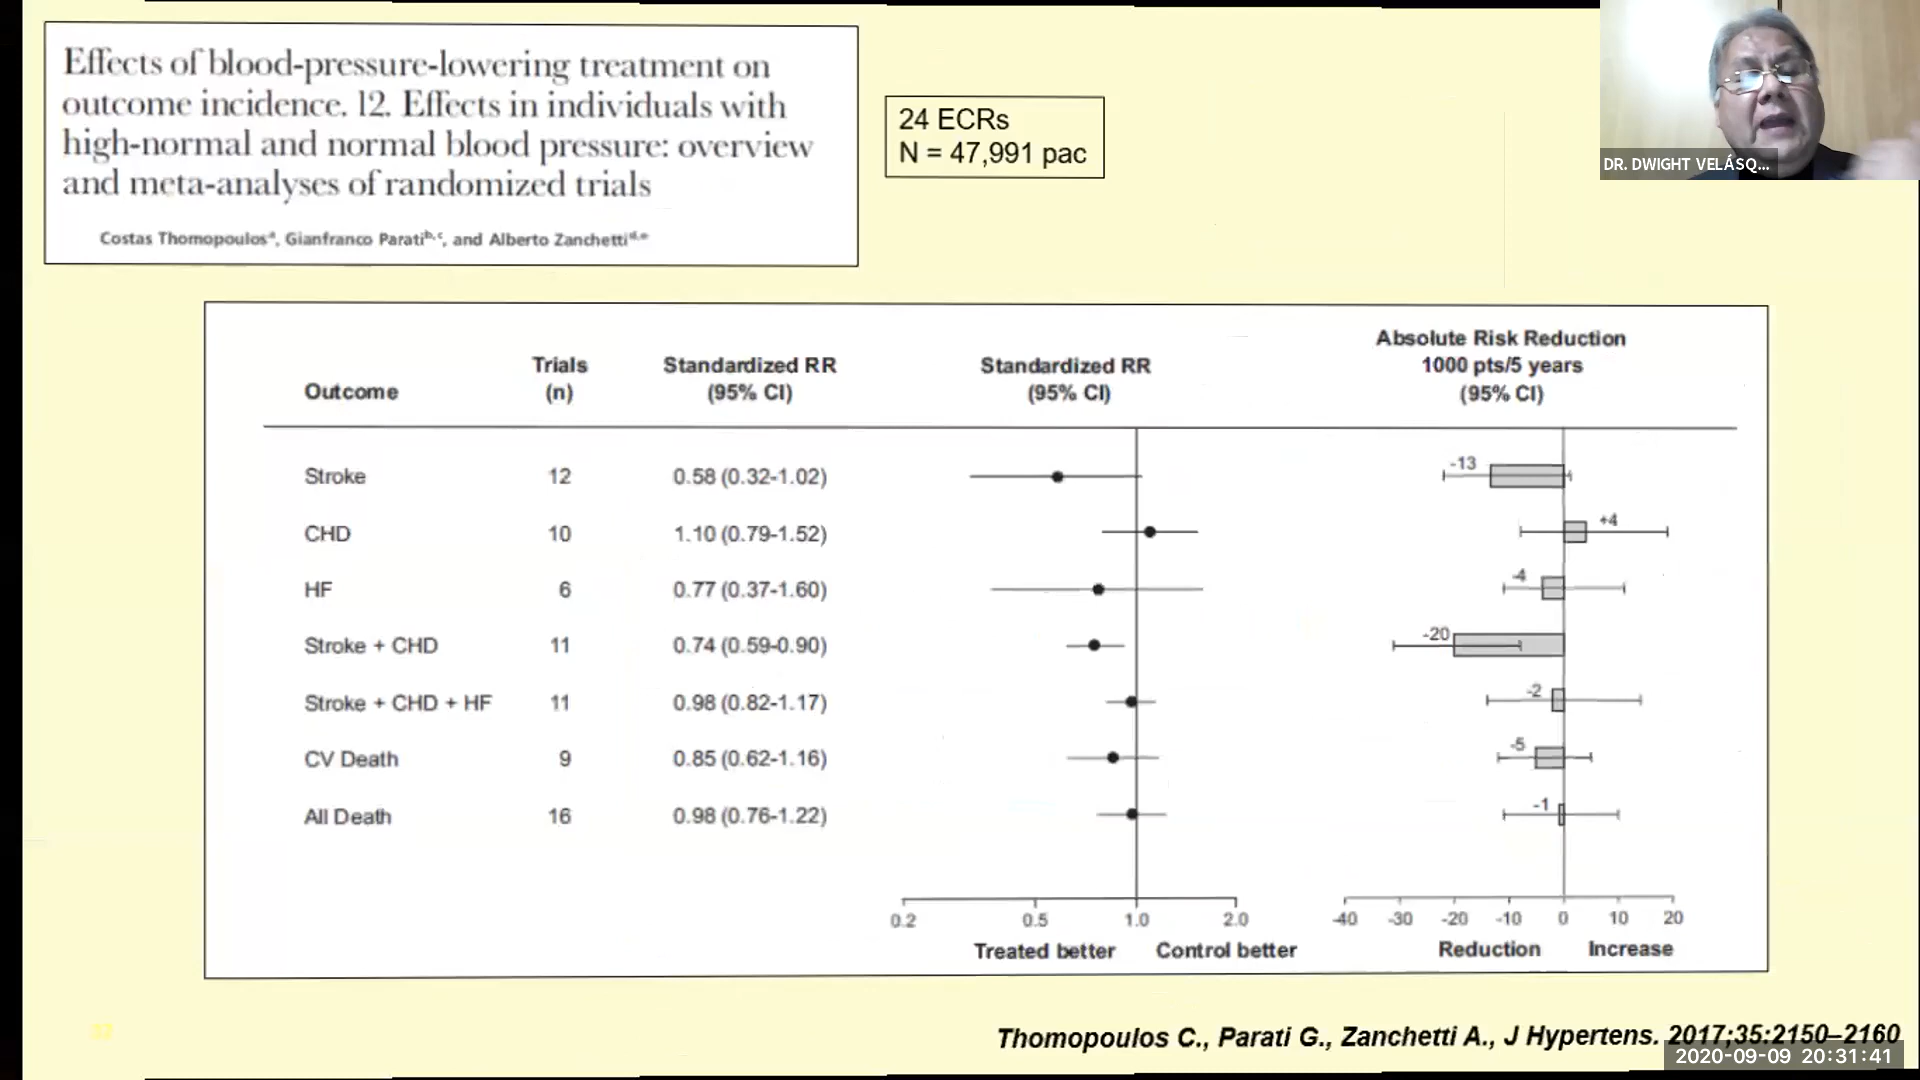 Effects of blood-pressure-lowering treatment on
outcome incidence. 12. Effects in individuals with
high-normal and normal blood pressure: overview
and meta-analyses of randomized trials
Costas Thomopoulosª, Gianfranco Paratiᵇ,ᶜ, and Alberto Zanchettiᵈ,ᵉ
24 ECRs
N = 47,991 pac
DR. DWIGHT VELÁSQ...
Absolute Risk Reduction
Trials Standardized RR Standardized RR 1000 pts/5 years
Outcome (n) (95% CI) (95% CI) (95% CI)
Stroke 12 0.58 (0.32-1.02) -13
CHD 10 1.10 (0.79-1.52) +4
HF 6 0.77 (0.37-1.60) -4
Stroke + CHD 11 0.74 (0.59-0.90) -20
Stroke + CHD + HF 11 0.98 (0.82-1.17) -2
CV Death 9 0.85 (0.62-1.16) -5
All Death 16 0.98 (0.76-1.22) -1
0.2 0.5 1.0 2.0 -40 -30 -20 -10 0 10 20
Treated better Control better Reduction Increase
Thomopoulos C., Parati G., Zanchetti A., J Hypertens. 2017;35:2150–2160
2020-09-09 20:31:41